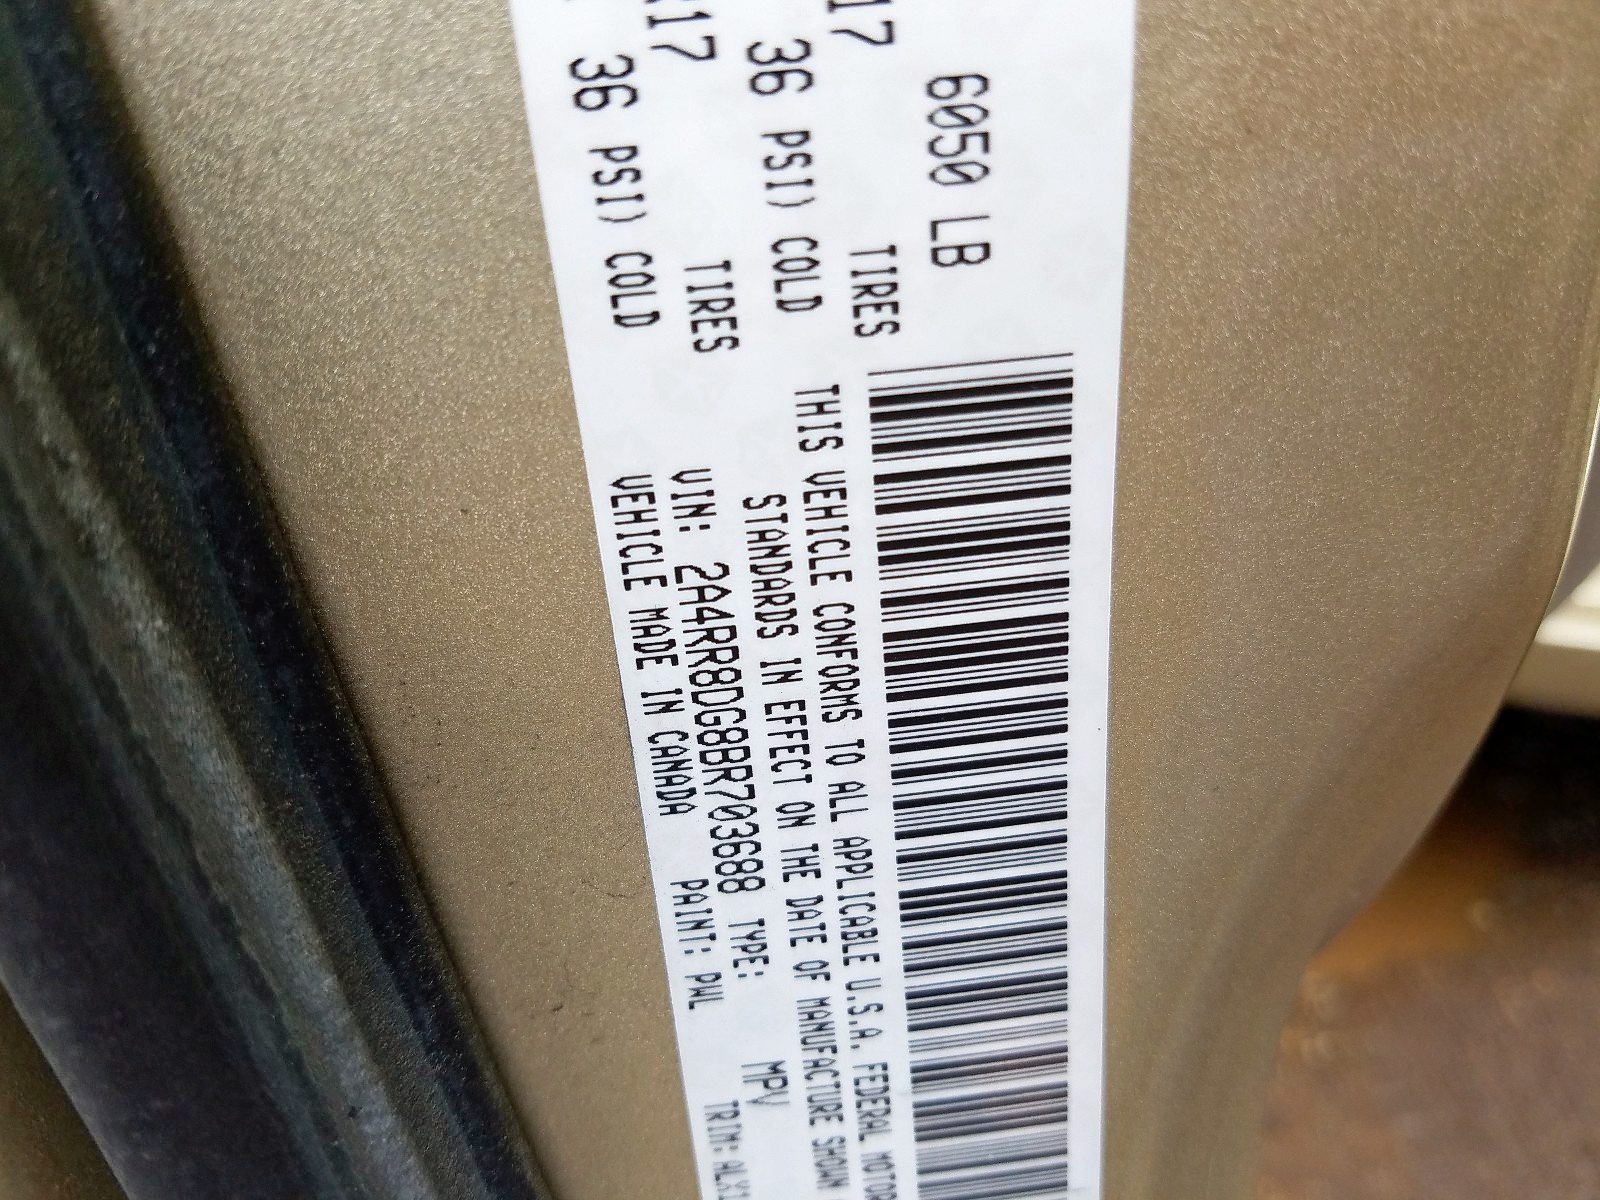 6050 LB
17 TIRES
36 PSI) COLD
17 TIRES
36 PSI) COLD
THIS VEHICLE CONFORMS TO ALL APPLICABLE U.S.A. FEDERAL MOTOR
STANDARDS IN EFFECT ON THE DATE OF MANUFACTURE SHOWN
VIN: 2A4RR8DG8BR703688 TYPE: MPV
VEHICLE MADE IN CANADA PAINT: PWL TRIM: